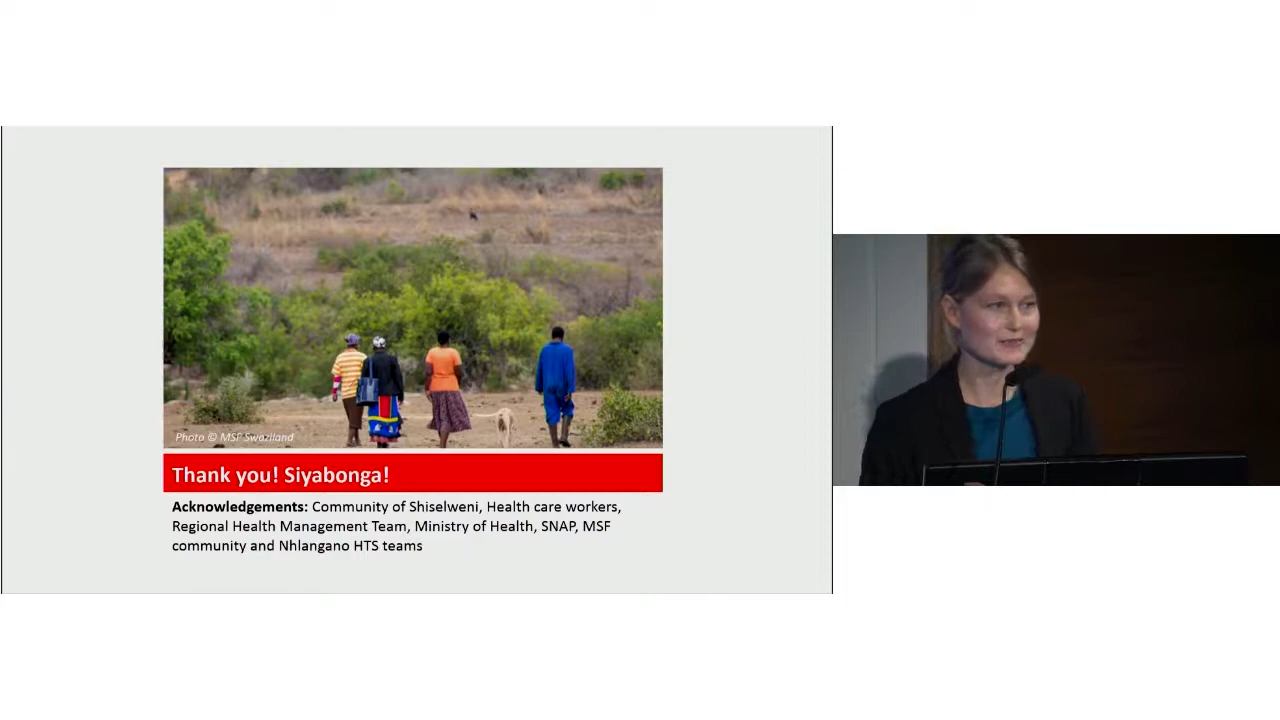 Photo © MSF Swaziland
Thank you! Siyabonga!
Acknowledgements: Community of Shiselweni, Health care workers,
Regional Health Management Team, Ministry of Health, SNAP, MSF
community and Nhlangano HTS teams